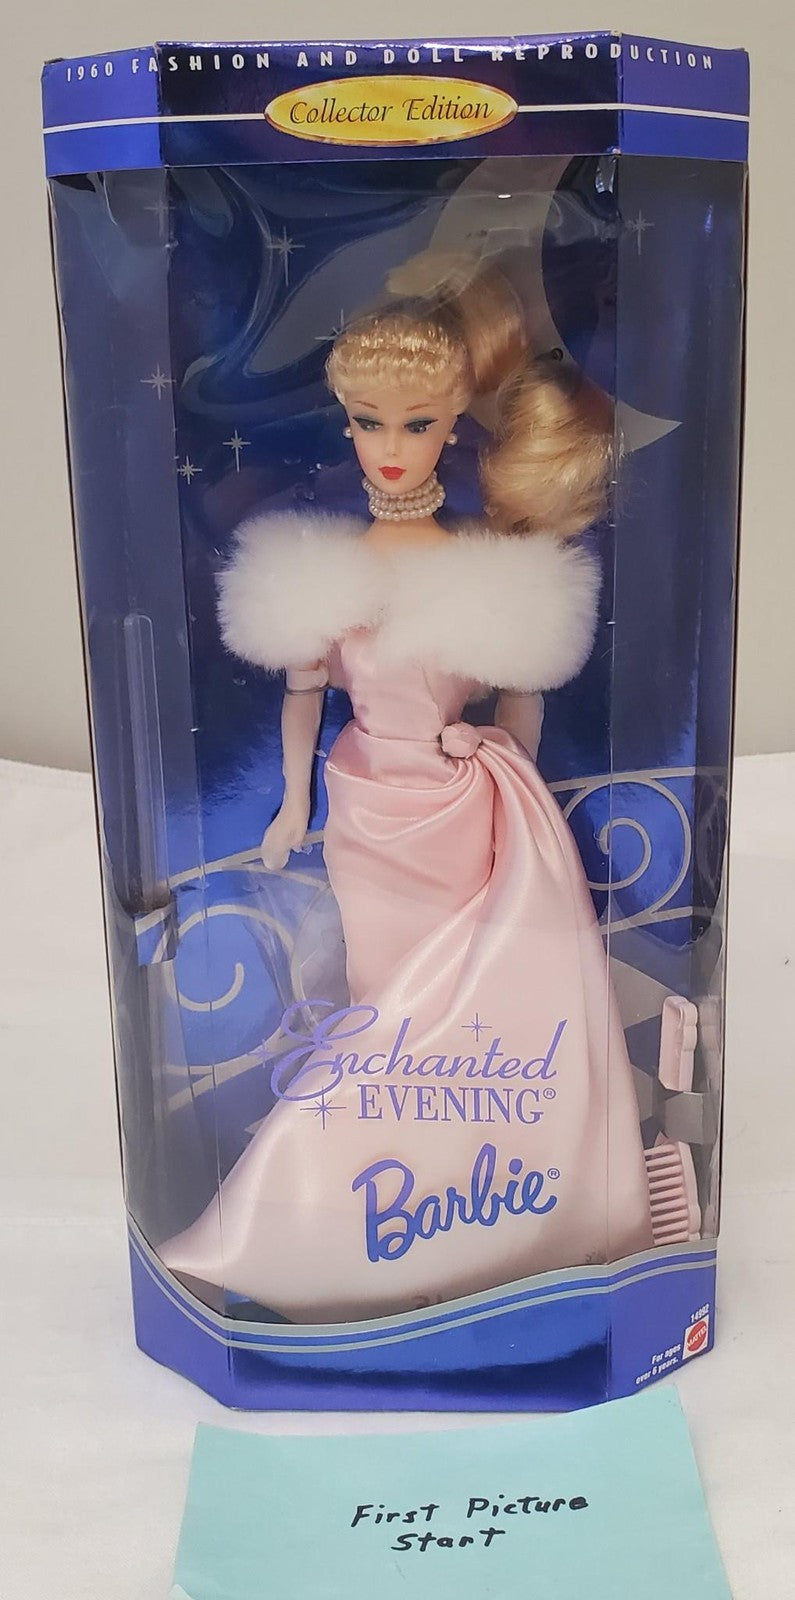 1960 FASHION AND DOLL REPRODUCTION
Collector Edition
Enchanted
EVENING®
Barbie®
14992
MATTEL
For ages
over 6 years.
First Picture
Start